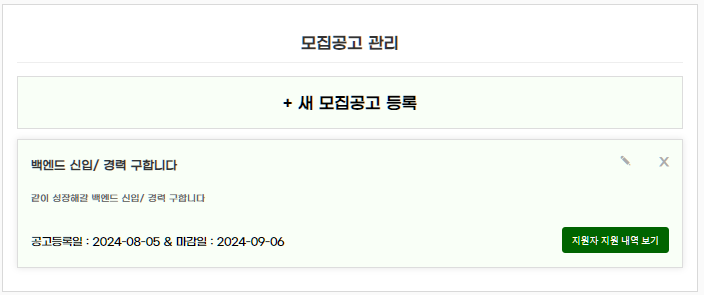 모집공고 관리
+ 새 모집공고 등록
백엔드 신입/ 경력 구합니다
같이 성장해갈 백엔드 신입/ 경력 구합니다
공고등록일 : 2024-08-05 & 마감일 : 2024-09-06
지원자 지원 내역 보기